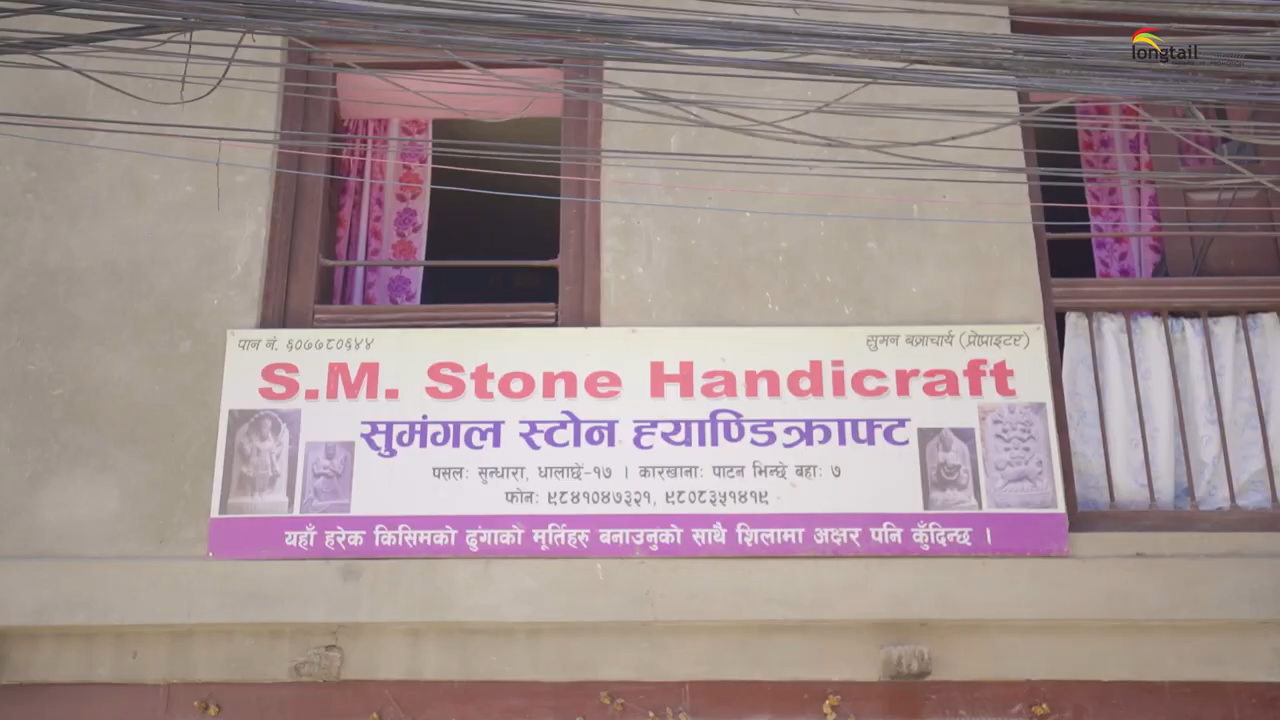 longtail
पान नं. ६०७७८०६४४
सुमन बज्राचार्य (प्रोप्राइटर)
S.M. Stone Handicraft
सुमंगल स्टोन ह्याण्डिक्राफ्ट
पसलः सुन्धारा, धालाछें-१७ । कारखानाः पाटन भिन्छे बहाः ७
फोनः ९८४१०४७३२१, ९८०८३५१४१९
यहाँ हरेक किसिमको ढुंगाको मूर्तिहरु बनाउनुको साथै शिलामा अक्षर पनि कुँदिन्छ ।